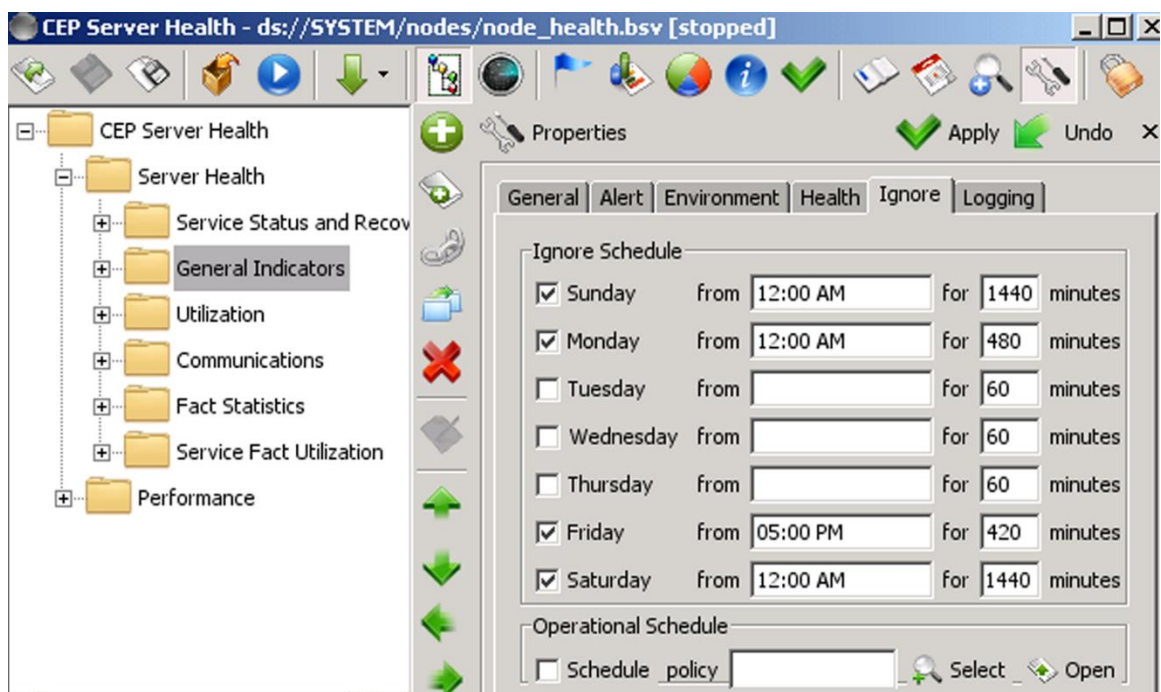 CEP Server Health - ds://SYSTEM/nodes/node_health.bsv [stopped]
CEP Server Health
Server Health
Service Status and Recov
General Indicators
Utilization
Communications
Fact Statistics
Service Fact Utilization
Performance
Properties Apply Undo
General Alert Environment Health Ignore Logging
Ignore Schedule
Sunday from 12:00 AM for 1440 minutes
Monday from 12:00 AM for 480 minutes
Tuesday from for 60 minutes
Wednesday from for 60 minutes
Thursday from for 60 minutes
Friday from 05:00 PM for 420 minutes
Saturday from 12:00 AM for 1440 minutes
Operational Schedule
Schedule policy Select Open